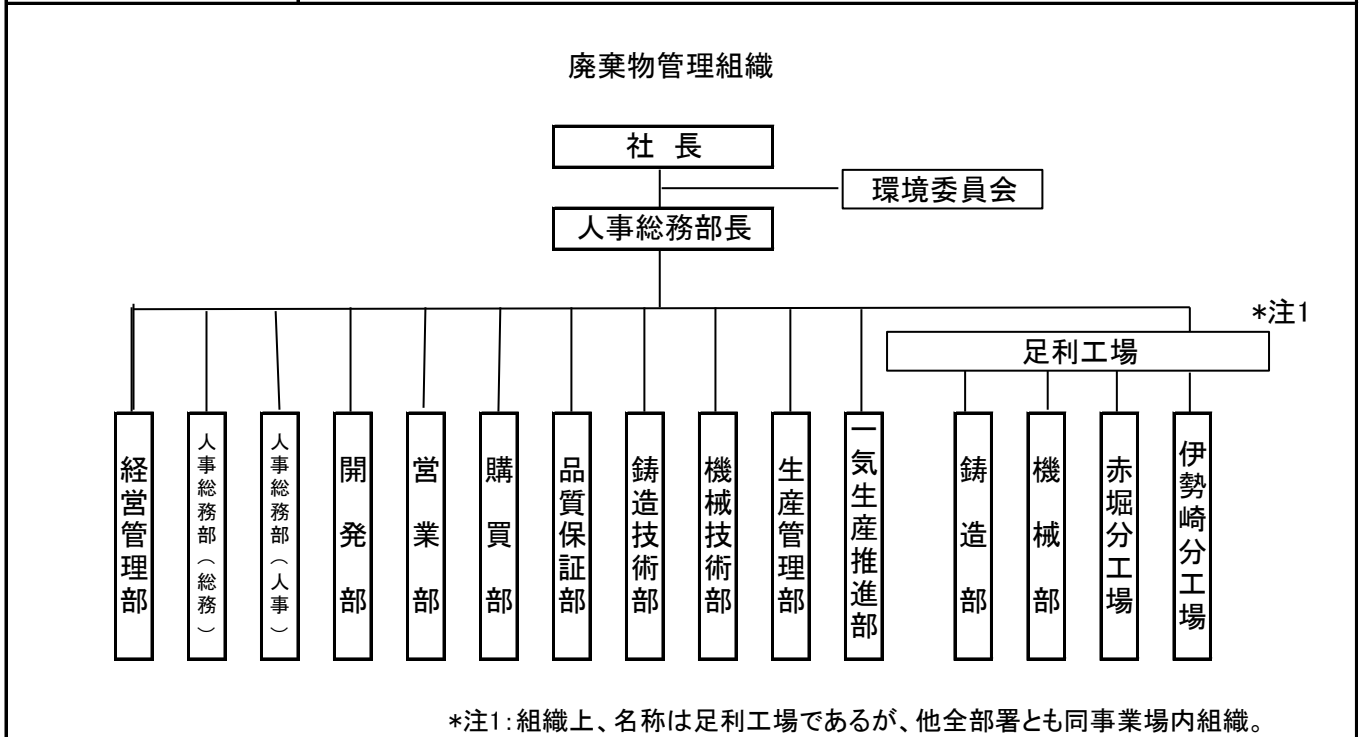 廃棄物管理組織
社 長
環境委員会
人事総務部長
*注1
足利工場
経営管理部
人事総務部（総務）
人事総務部（人事）
開発部
営業部
購買部
品質保証部
鋳造技術部
機械技術部
生産管理部
一気生産推進部
鋳造部
機械部
赤堀分工場
伊勢崎分工場
*注1：組織上、名称は足利工場であるが、他全部署とも同事業場内組織。